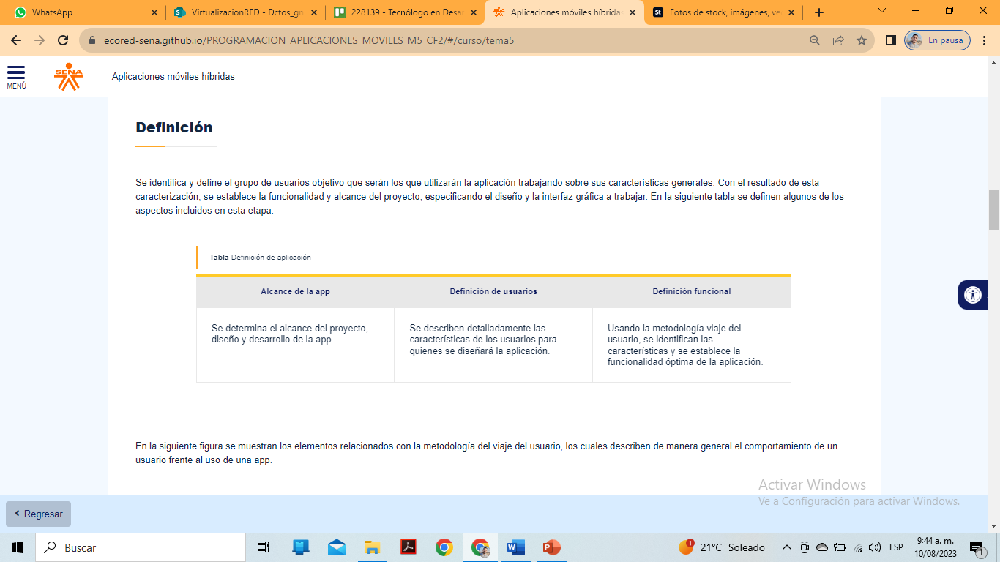 WhatsApp
VirtualizacionRED - Dctos_gn
228139 - Tecnólogo en Desar
Aplicaciones móviles híbridas
St
Fotos de stock, imágenes, ve
ecored-sena.github.io/PROGRAMACION_APLICACIONES_MOVILES_M5_CF2/#/curso/tema5
En pausa
MENÚ
SENA
Aplicaciones móviles híbridas
Definición
Se identifica y define el grupo de usuarios objetivo que serán los que utilizarán la aplicación trabajando sobre sus características generales. Con el resultado de esta
caracterización, se establece la funcionalidad y alcance del proyecto, especificando el diseño y la interfaz gráfica a trabajar. En la siguiente tabla se definen algunos de los
aspectos incluidos en esta etapa.
Tabla Definición de aplicación
Alcance de la app
Definición de usuarios
Definición funcional
Se determina el alcance del proyecto,
diseño y desarrollo de la app.
Se describen detalladamente las
características de los usuarios para
quienes se diseñará la aplicación.
Usando la metodología viaje del
usuario, se identifican las
características y se establece la
funcionalidad óptima de la aplicación.
En la siguiente figura se muestran los elementos relacionados con la metodología del viaje del usuario, los cuales describen de manera general el comportamiento de un
usuario frente al uso de una app.
Activar Windows
Ve a Configuración para activar Windows.
Regresar
Buscar
1
21°C Soleado
ESP
9:44 a. m.
10/08/2023
1